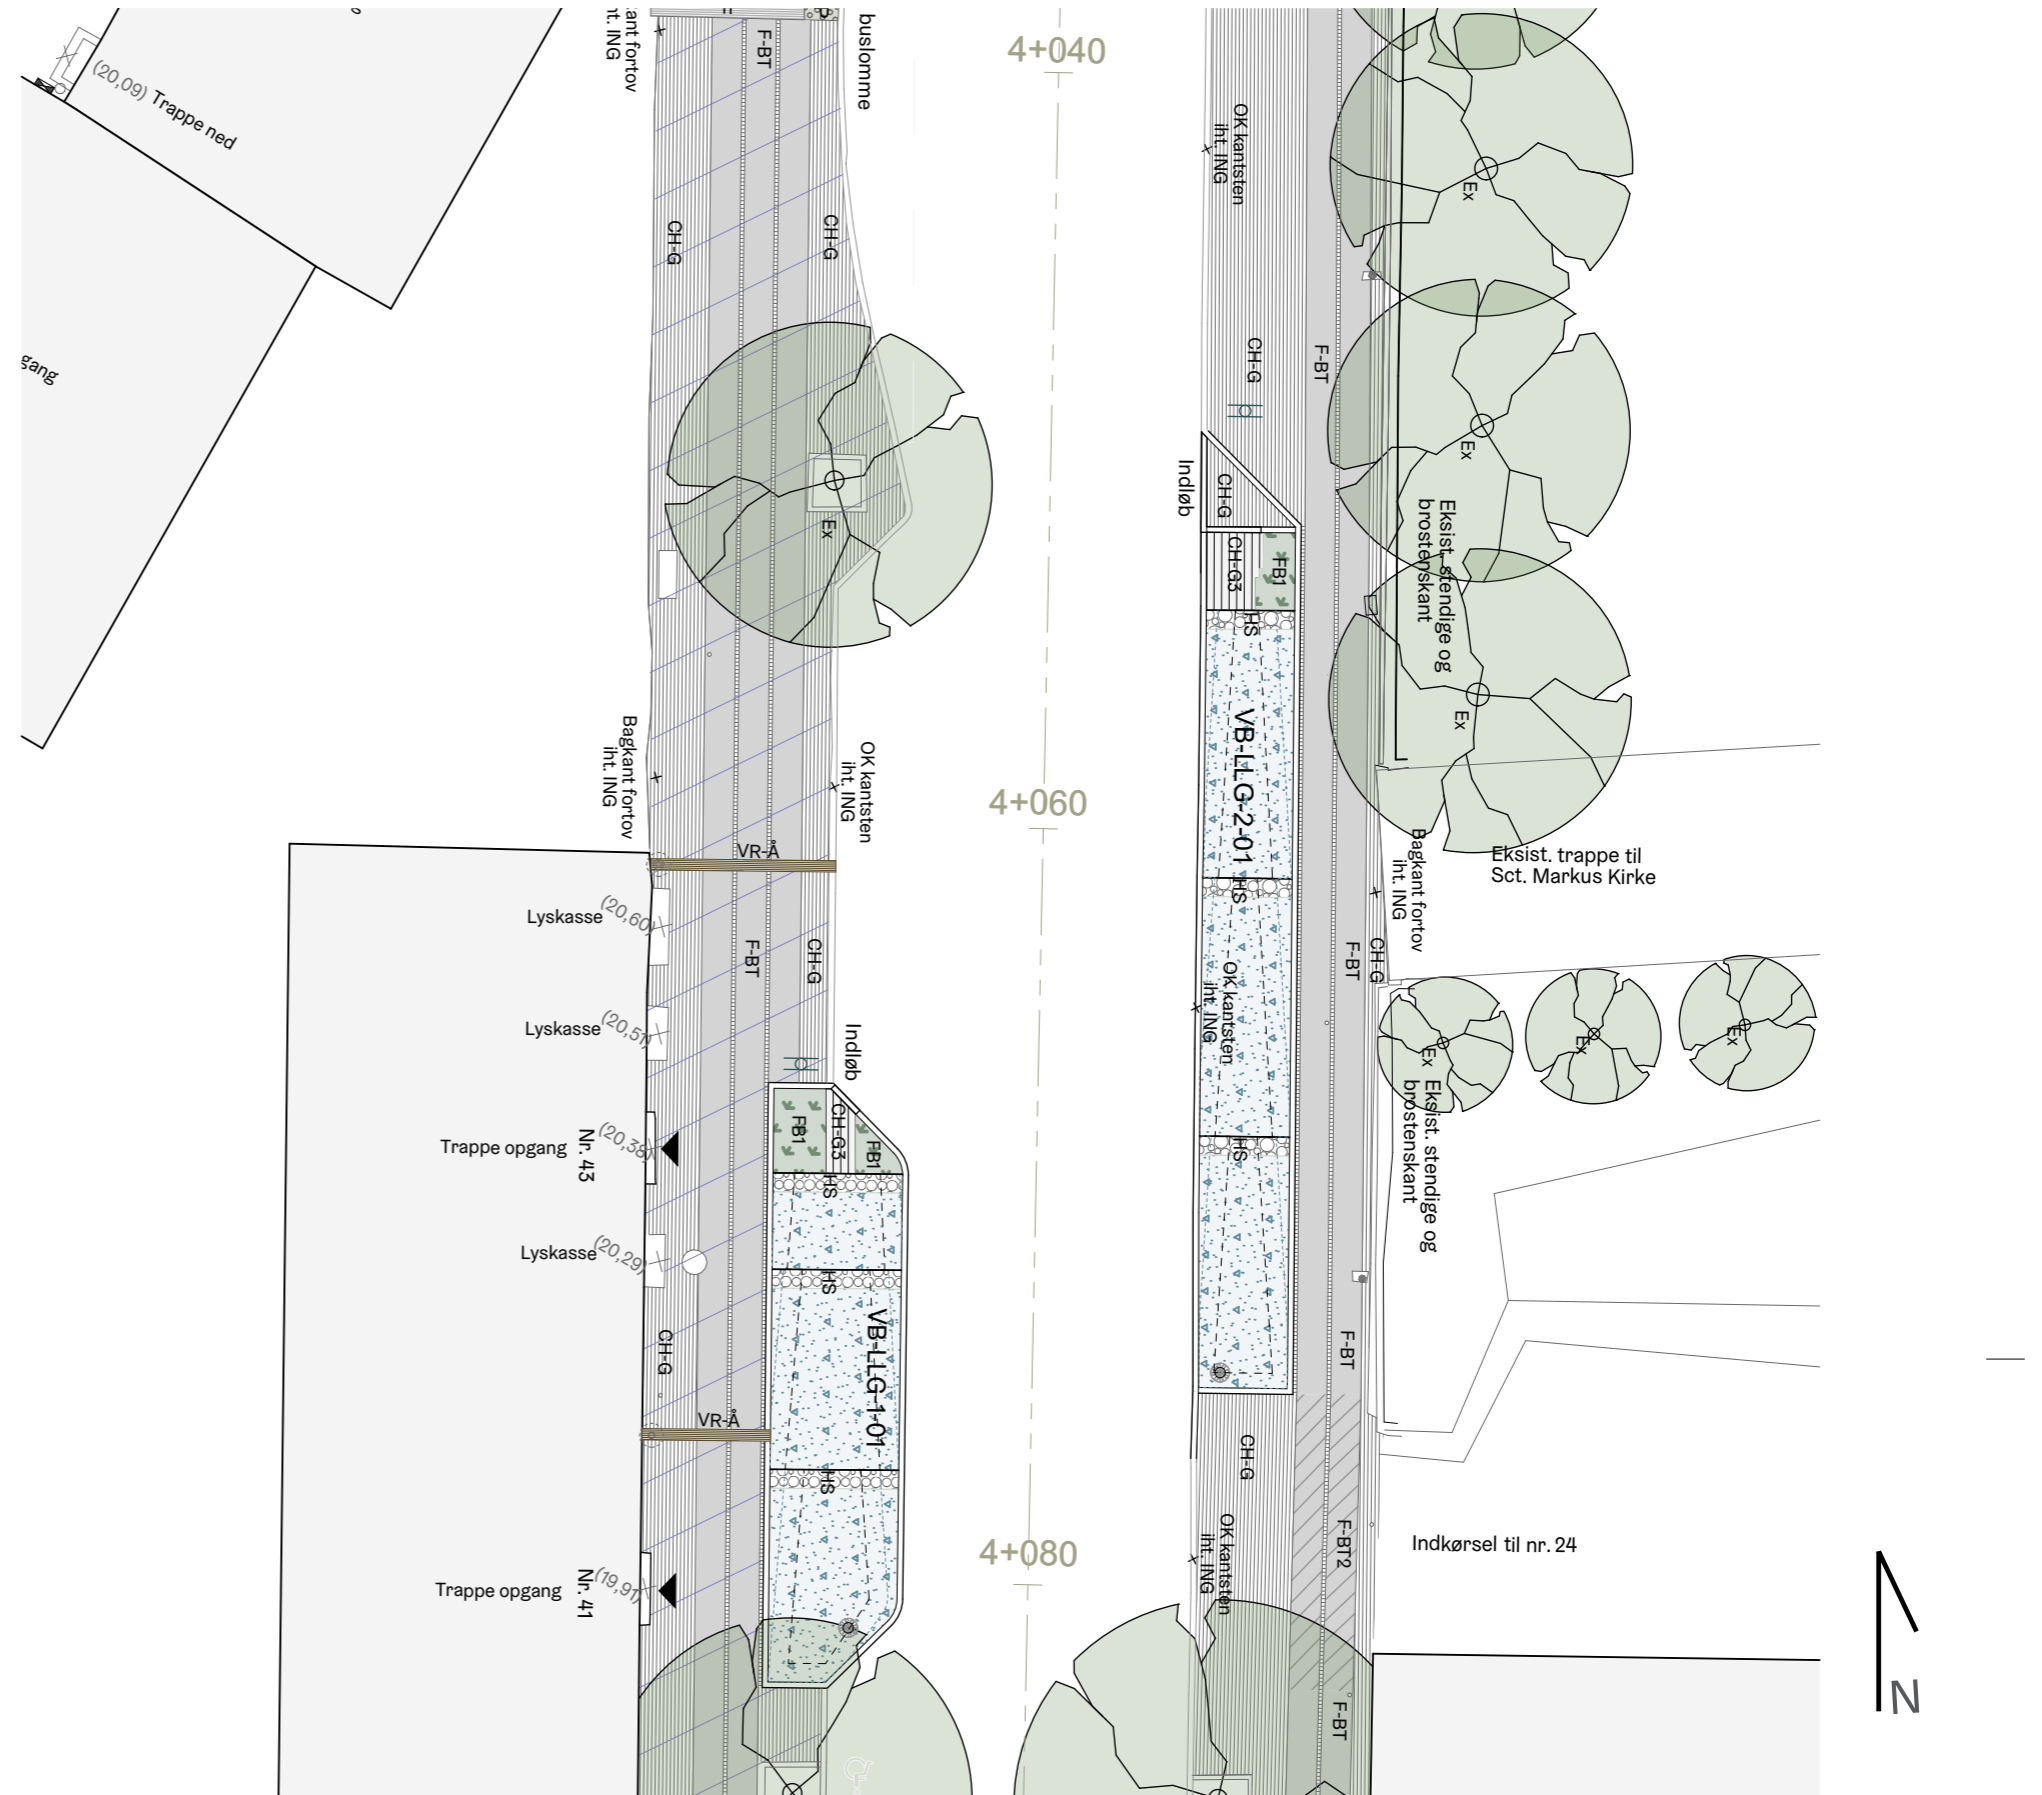 ant fortov
(20,09) Trappe ned
gang
F-BT
buslomme
4+040
CH-G
CH-G
Ex
Bagkant fortov
iht. ING
OK kantsten
iht. ING
4+060
VR-Å
Lyskasse (20,60)
Lyskasse (20,51)
F-BT
CH-G
Indløb
FB1
CH-G3
FB1
Trappe opgang
Nr. 43
(20,38)
HS
Lyskasse (20,29)
HS
VB-LLG-1-01
CH-G
VR-Å
HS
4+080
Trappe opgang
Nr. 41
(19,91)
OK kantsten
iht. ING
Ex
CH-G
F-BT
Ex
Indløb
CH-G
CH-G3
FB1
Eksist. stendige og
brostenskant
HS
VB-LLG-2-01
Ex
HS
Bagkant fortov
iht. ING
Eksist. trappe til
Sct. Markus Kirke
OK kantsten
iht. ING
F-BT
CH-G
Ex
Ex
Ex
Eksist. stendige og
brostenskant
HS
F-BT
CH-G
OK kantsten
iht. ING
F-BT2
Indkørsel til nr. 24
F-BT
N